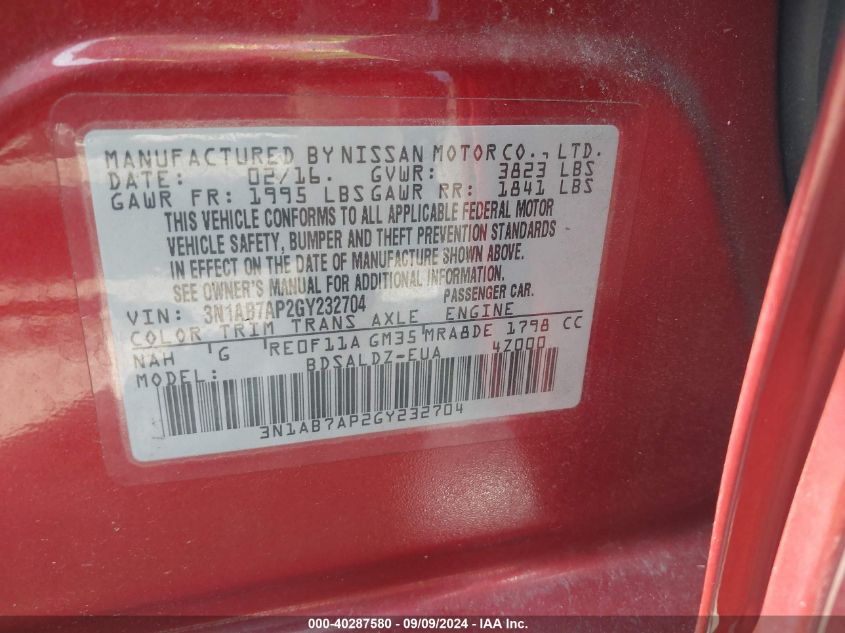 MANUFACTURED BY NISSAN MOTOR CO., LTD.
DATE: 02/16. GVWR: 3823 LBS
GAWR FR: 1995 LBS GAWR RR: 1841 LBS
THIS VEHICLE CONFORMS TO ALL APPLICABLE FEDERAL MOTOR
VEHICLE SAFETY, BUMPER AND THEFT PREVENTION STANDARDS
IN EFFECT ON THE DATE OF MANUFACTURE SHOWN ABOVE.
SEE OWNER'S MANUAL FOR ADDITIONAL INFORMATION.
VIN: 3N1AB7AP2GY232704 PASSENGER CAR.
COLOR TRIM TRANS AXLE ENGINE
NAH G RE0F11A GM35 MRA8DE 1798 CC
MODEL: BDSALDZ-EUA 4Z000
3N1AB7AP2GY232704
000-40287580 - 09/09/2024 - IAAI.com